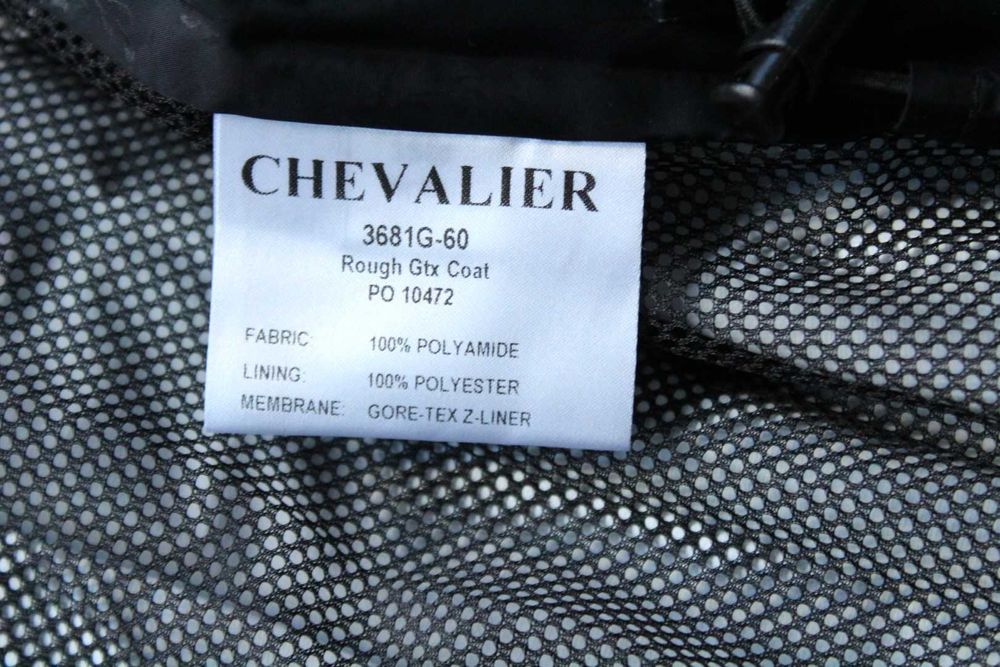 CHEVALIER
3681G-60
Rough Gtx Coat
PO 10472
FABRIC: 100% POLYAMIDE
LINING: 100% POLYESTER
MEMBRANE: GORE-TEX Z-LINER